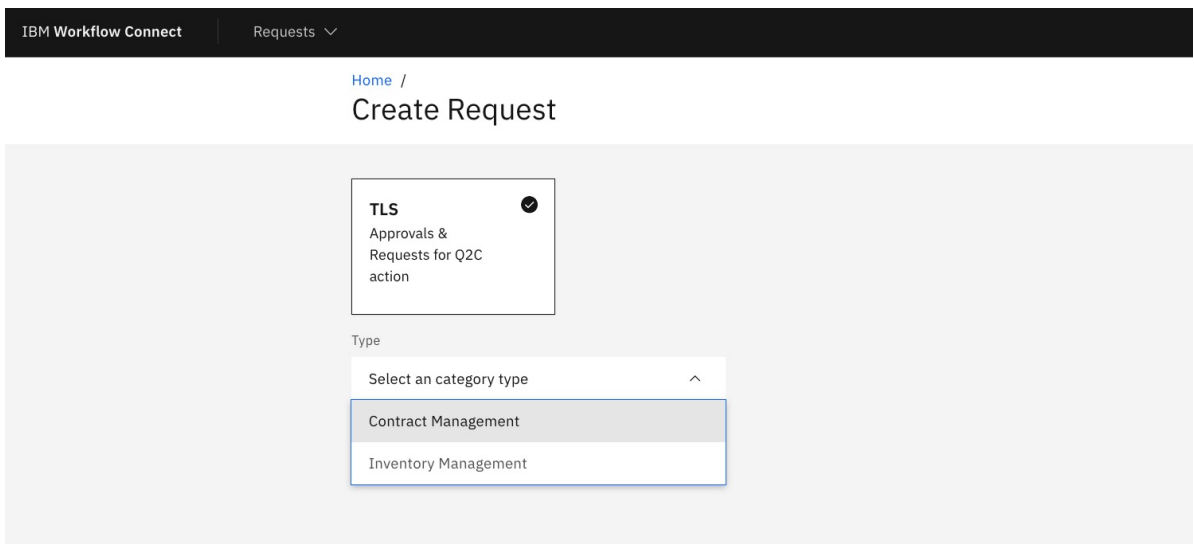 IBM Workflow Connect
Requests
Home /
Create Request
TLS
Approvals &
Requests for Q2C
action
Type
Select an category type
Contract Management
Inventory Management